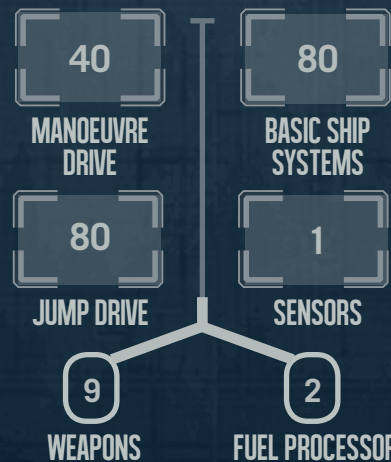 40
80
MANOEUVRE
DRIVE
BASIC SHIP
SYSTEMS
80
1
JUMP DRIVE
SENSORS
9
2
WEAPONS
FUEL PROCESSOR